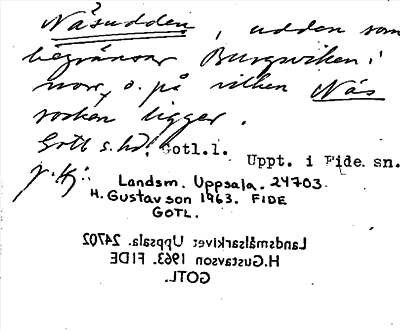 Näsudden, udden som
begränsar Burgsviken i
norr, o. på vilken Näs
socken ligger.
Gotl s. hd. Gotl.l.
Uppt. i Fide sn.
Landsm. Uppsala. 24703
H. Gustavson 1963. FIDE
GOTL.
Landsmålsarkivet Uppsala. 24702
H. Gustavson 1963. FIDE
GOTL.